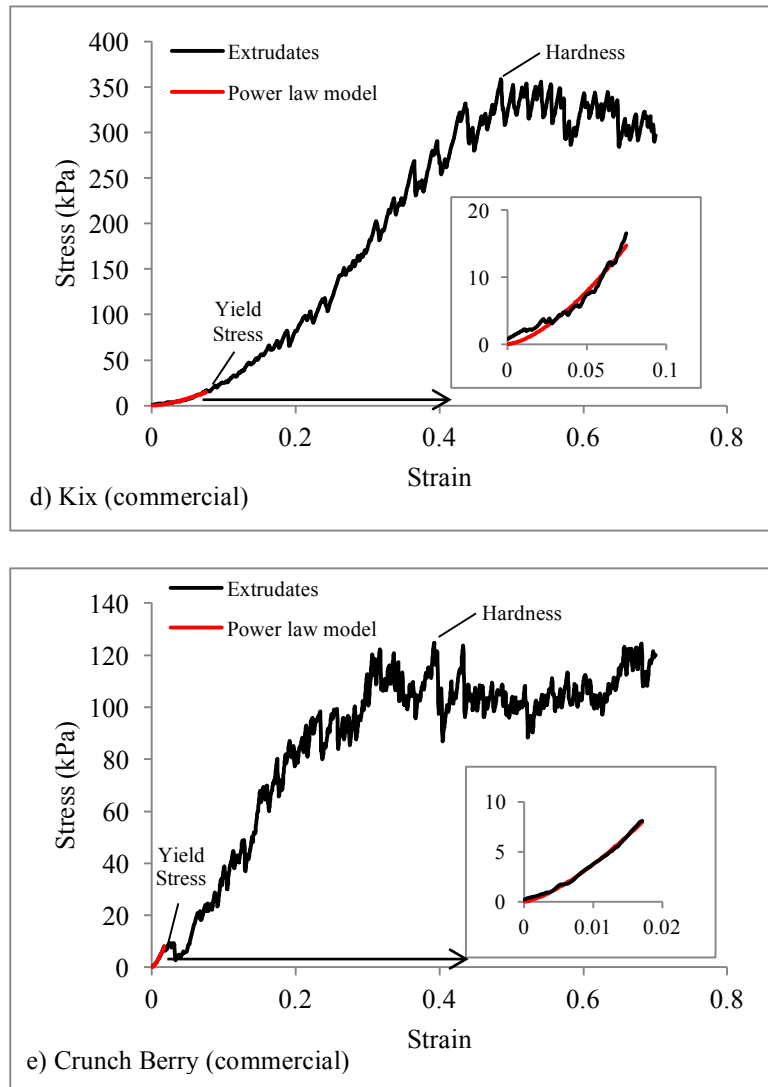 400
350
300
250
200
150
100
50
0
Stress (kPa)
Extrudates
Power law model
Hardness
Yield
Stress
20
10
0
0 0.05 0.1
0 0.2 0.4 0.6 0.8
Strain
d) Kix (commercial)
140
120
100
80
60
40
20
0
Stress (kPa)
Extrudates
Power law model
Hardness
Yield
Stress
10
5
0
0 0.01 0.02
0 0.2 0.4 0.6 0.8
Strain
e) Crunch Berry (commercial)